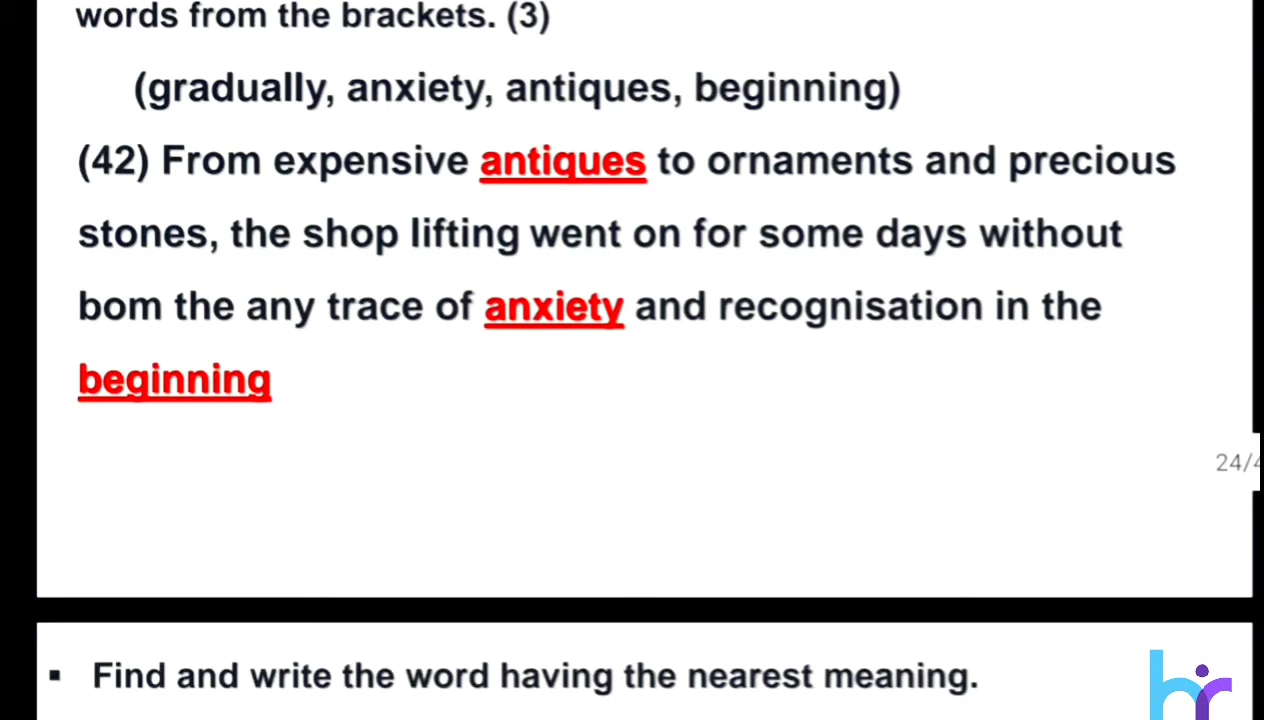 words from the brackets. (3)
(gradually, anxiety, antiques, beginning)
(42) From expensive antiques to ornaments and precious
stones, the shop lifting went on for some days without
bom the any trace of anxiety and recognisation in the
beginning
24/4
▪ Find and write the word having the nearest meaning.
hr